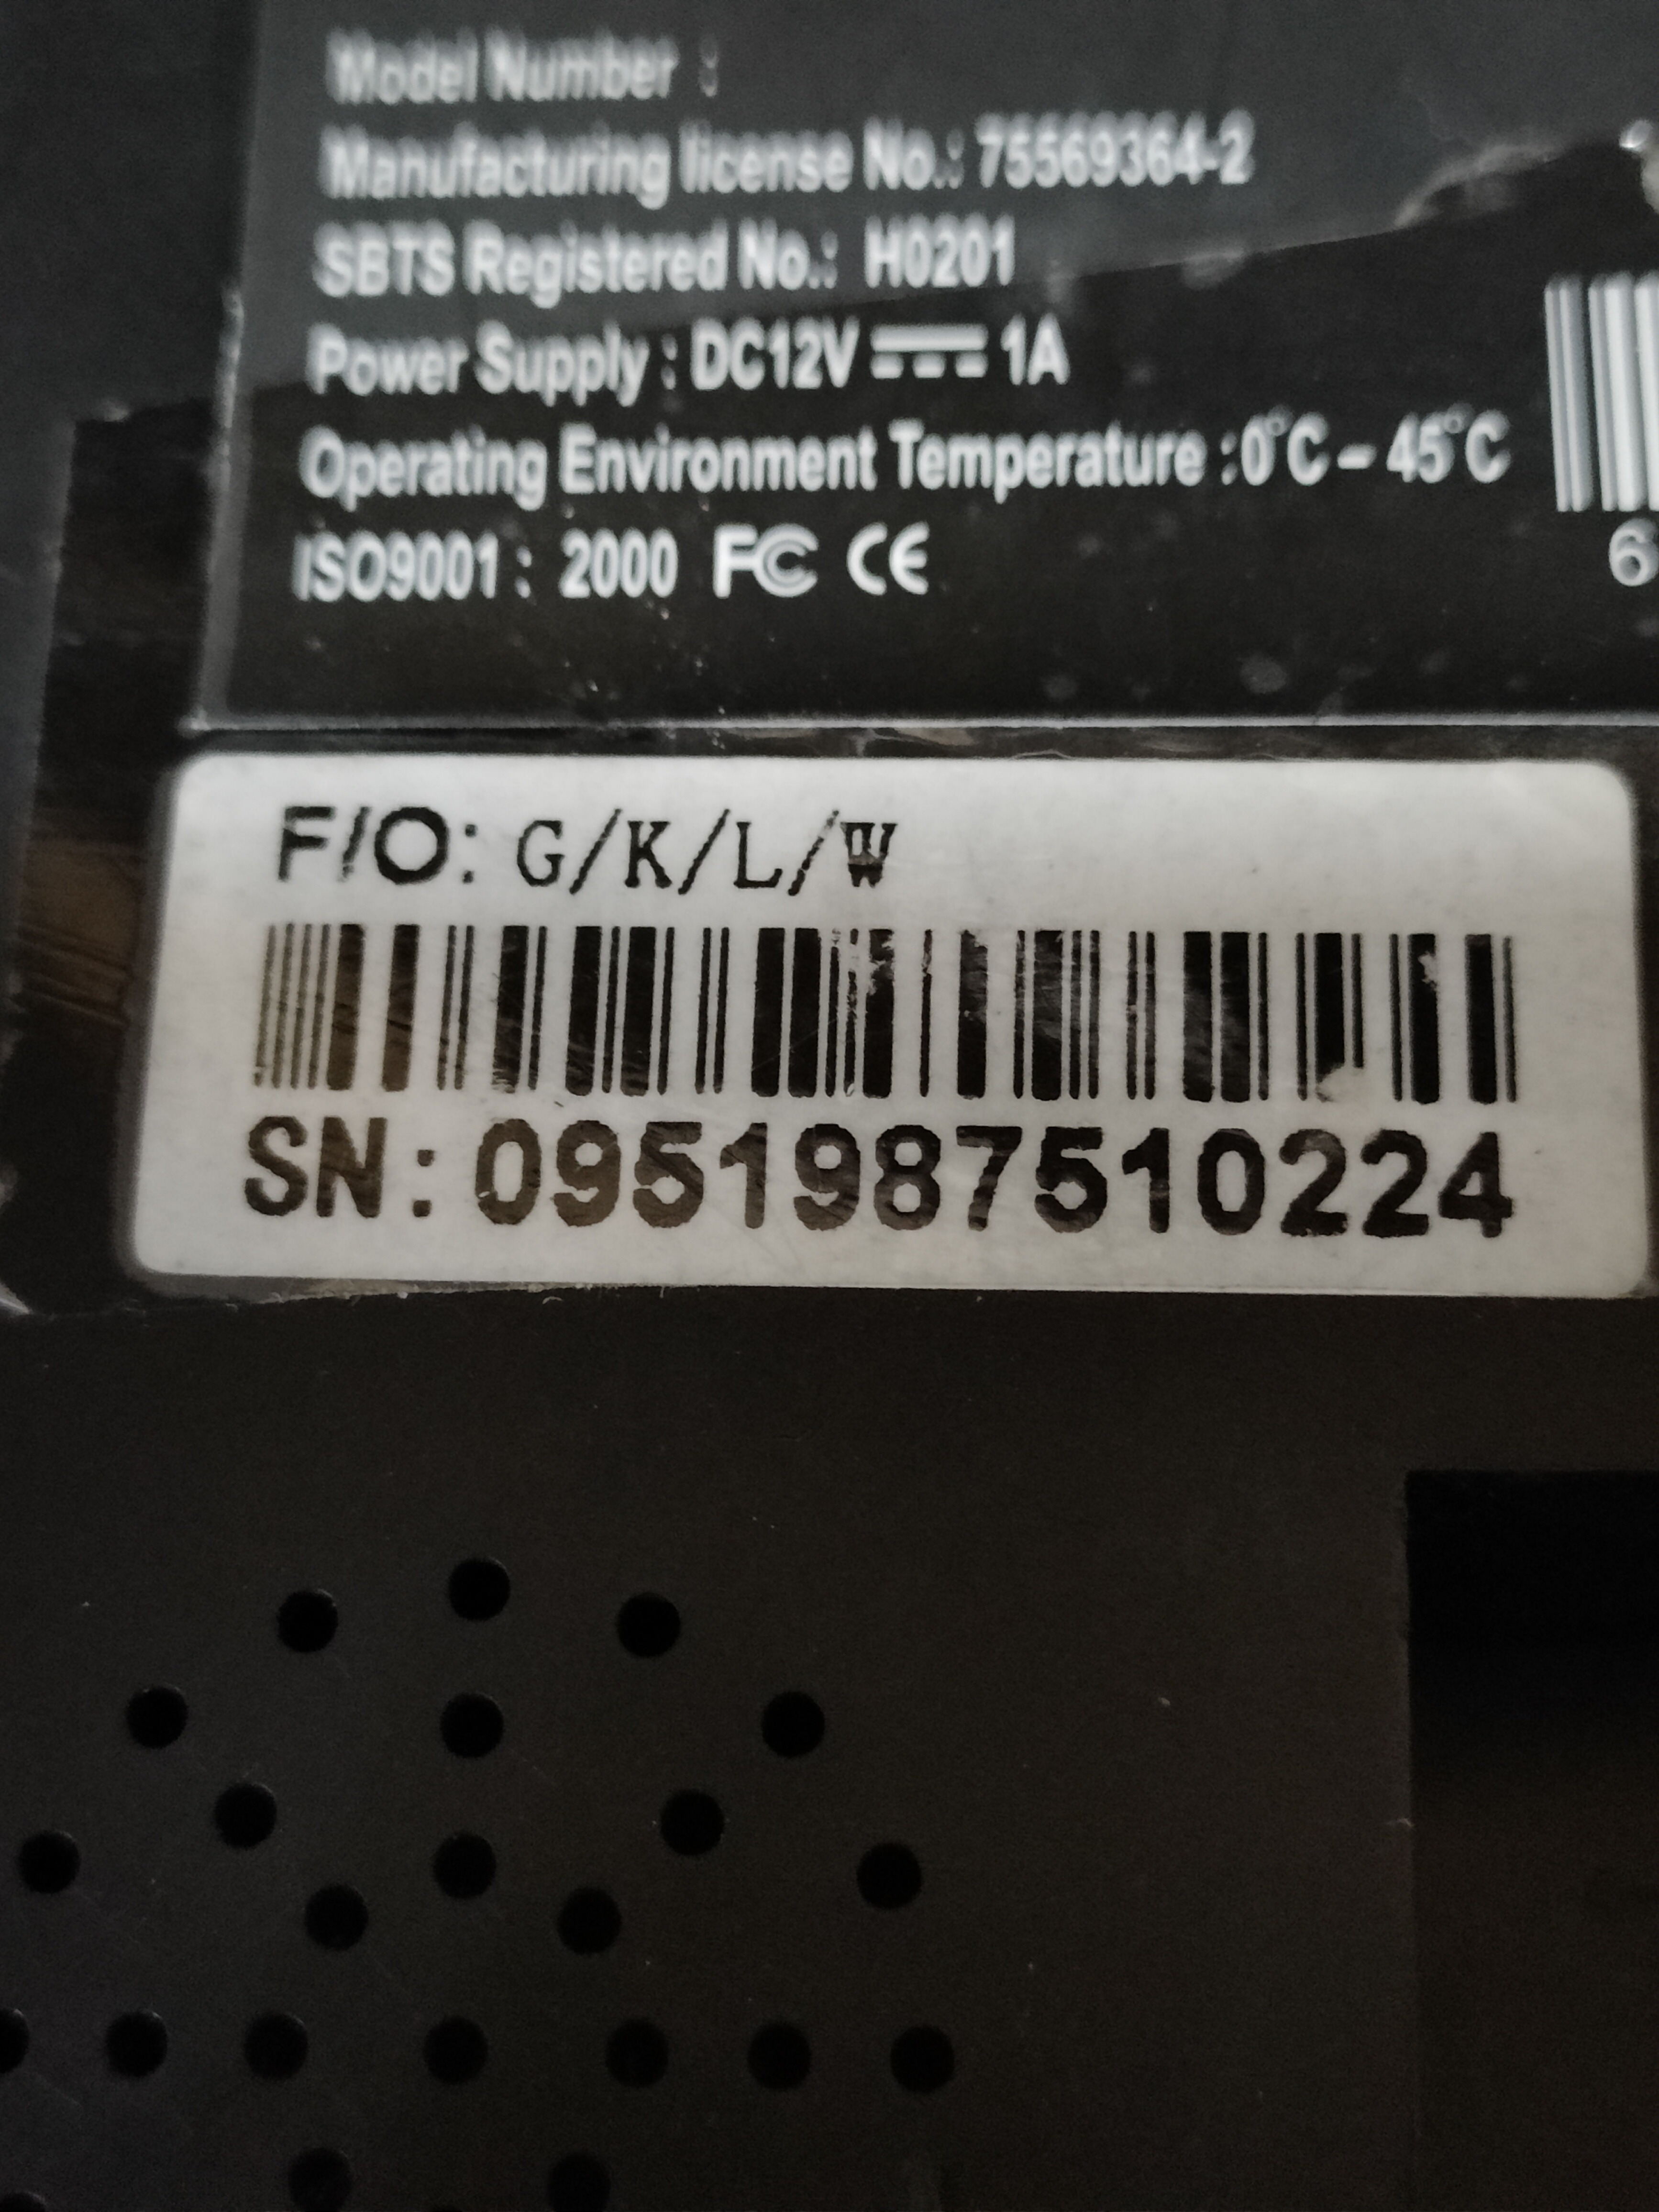 Model Number :
Manufacturing license No.: 75569364-2
SBTS Registered No.: H0201
Power Supply : DC12V ⎓ 1A
Operating Environment Temperature :0°C – 45°C
ISO9001 : 2000 FC CE
6
F/O: G/K/L/W
SN: 0951987510224